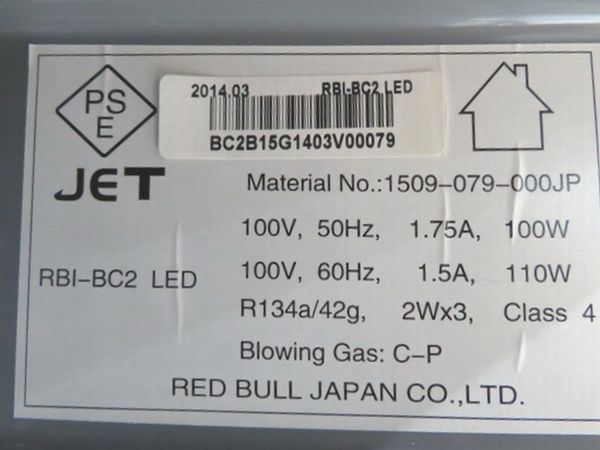 PS
E
JET
2014.03 RBI-BC2 LED
BC2B15G1403V00079
Material No.:1509-079-000JP
RBI-BC2 LED
100V, 50Hz, 1.75A, 100W
100V, 60Hz, 1.5A, 110W
R134a/42g, 2Wx3, Class 4
Blowing Gas: C-P
RED BULL JAPAN CO.,LTD.